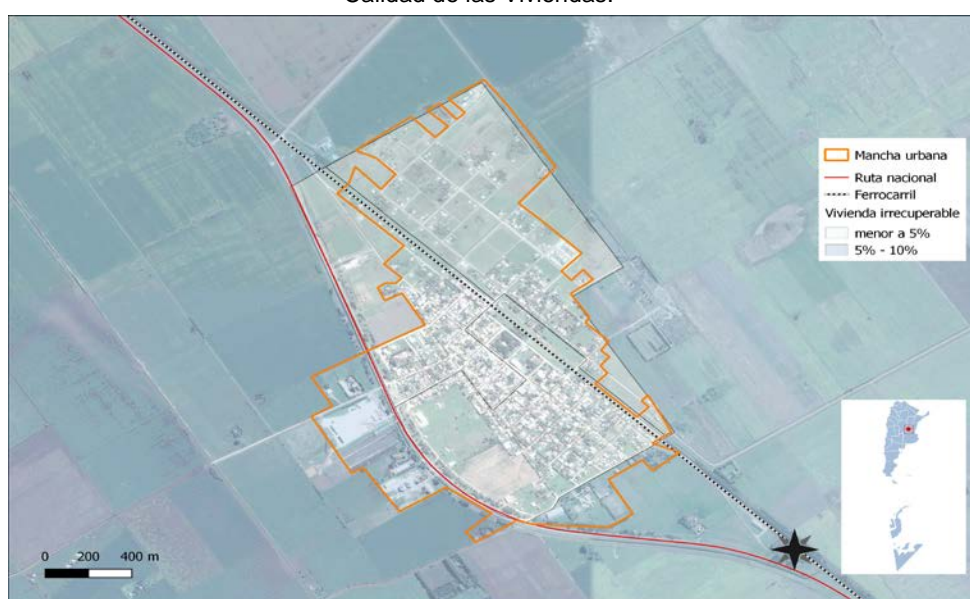 Calidad de las Viviendas.
Mancha urbana
Ruta nacional
Ferrocarril
Vivienda irrecuperable
menor a 5%
5% - 10%
0 200 400 m